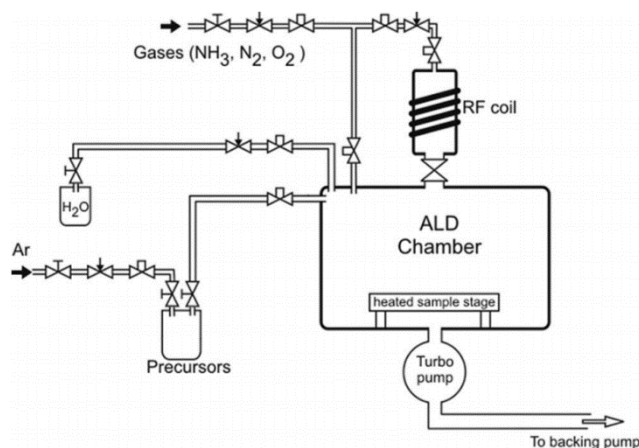 Gases (NH3, N2, O2 )
RF coil
H2O
ALD
Chamber
Ar
heated sample stage
Precursors
Turbo
pump
To backing pump